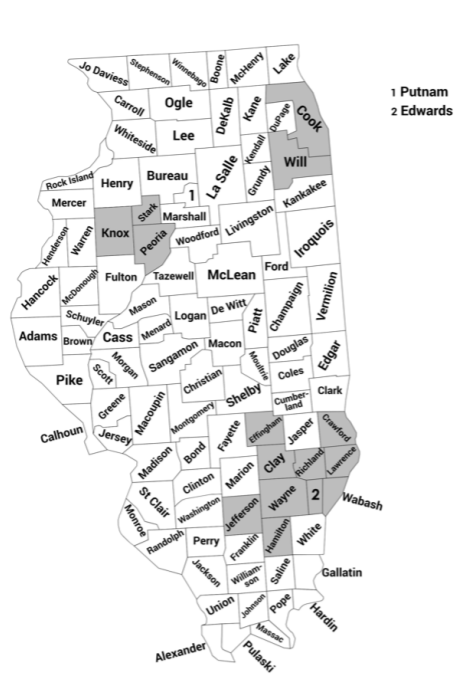 Jo Daviess
Stephenson
Winnebago
Boone
McHenry
Lake
1 Putnam
2 Edwards
Carroll
Ogle
DeKalb
Kane
DuPage
Cook
Whiteside
Lee
Kendall
Will
Rock Island
Henry
Bureau
La Salle
Grundy
Mercer
Stark
1
Marshall
Kankakee
Henderson
Warren
Knox
Peoria
Woodford
Livingston
Iroquois
Hancock
McDonough
Fulton
Tazewell
McLean
Ford
Adams
Schuyler
Mason
Logan
De Witt
Piatt
Champaign
Vermilion
Brown
Cass
Menard
Macon
Pike
Scott
Morgan
Sangamon
Christian
Moultrie
Douglas
Edgar
Coles
Shelby
Cumber-
land
Clark
Calhoun
Greene
Jersey
Macoupin
Montgomery
Fayette
Effingham
Jasper
Crawford
Madison
Bond
Clay
Richland
Lawrence
St Clair
Clinton
Marion
Wayne
2
Wabash
Monroe
Washington
Jefferson
Randolph
Perry
Franklin
Hamilton
White
Jackson
William-
son
Saline
Gallatin
Union
Johnson
Pope
Hardin
Alexander
Pulaski
Massac